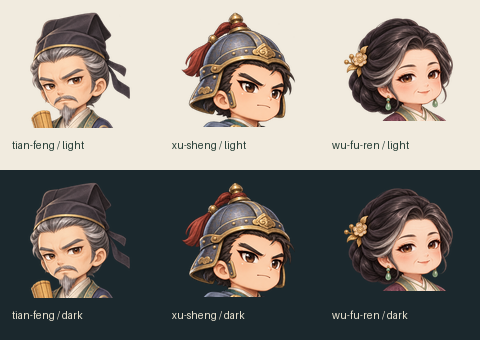 tian-feng / light
xu-sheng / light
wu-fu-ren / light
tian-feng / dark
xu-sheng / dark
wu-fu-ren / dark